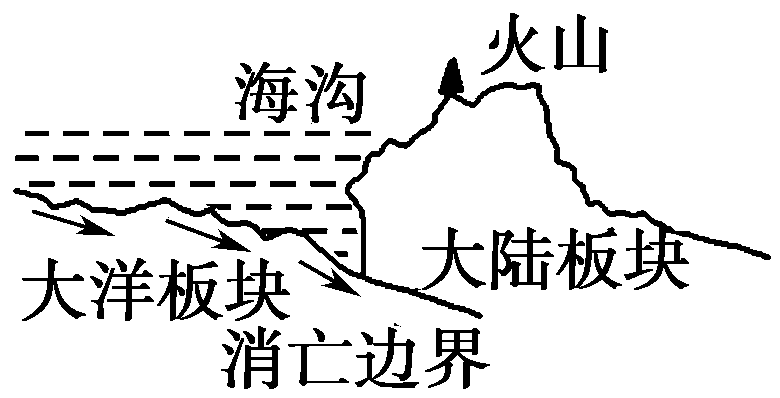 火山
海沟
大陆板块
大洋板块
消亡边界